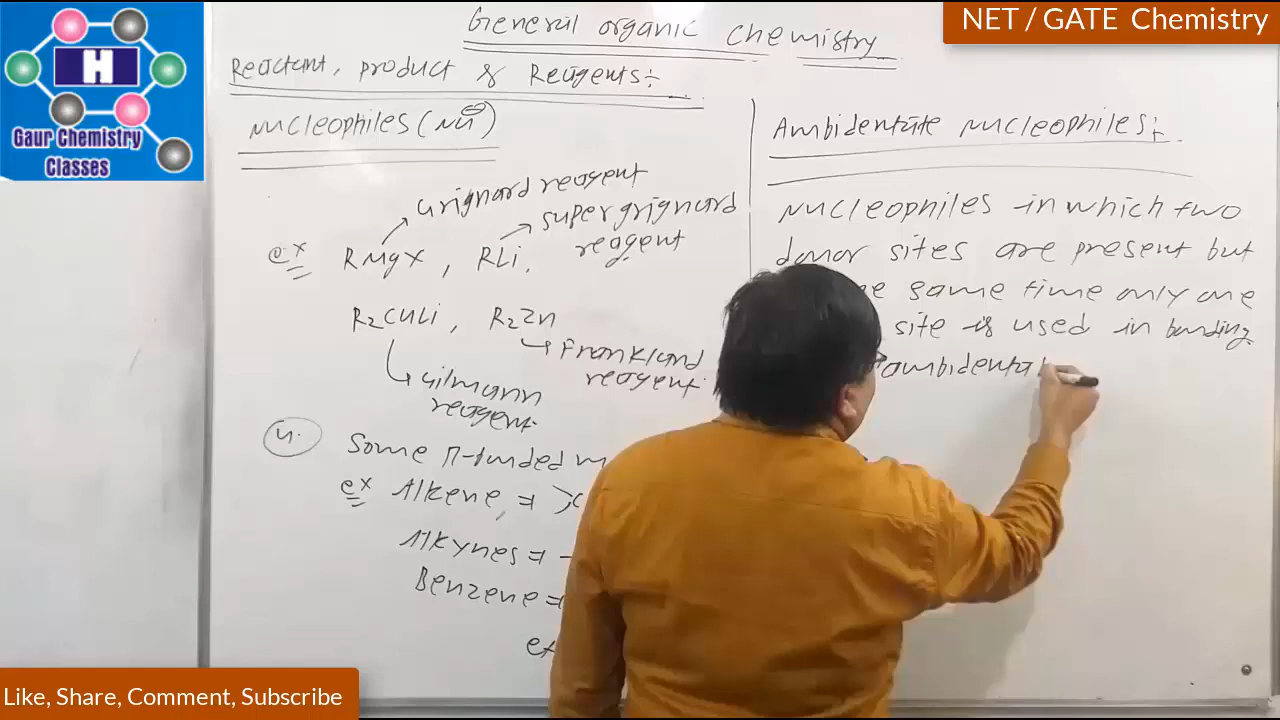 NET / GATE Chemistry
H
Gaur Chemistry
Classes
General organic chemistry
Reactant, product & Reagents:-
Nucleophiles (Nu⊖)
ex RMgX, RLi,
Grignard reagent
super grignard
reagent
R2CuLi, R2Zn
Gilmann
reagent
Frankland
reagent
4. Some π-bonded m
ex Alkene =
Alkynes =
Benzene =
Ambidentate nucleophiles:-
Nucleophiles in which two
donor sites are present but
same time only one
site is used in bonding
ambidenta
Like, Share, Comment, Subscribe